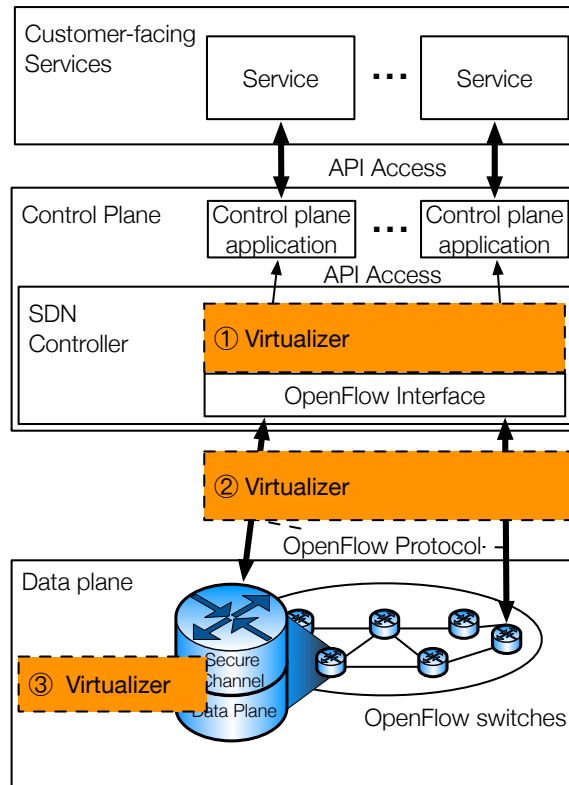 Customer-facing
Services
Service
•••
Service
API Access
Control Plane
Control plane
application
•••
Control plane
application
API Access
SDN
Controller
① Virtualizer
OpenFlow Interface
② Virtualizer
OpenFlow Protocol
Data plane
Secure
Channel
③ Virtualizer
Data Plane
OpenFlow switches